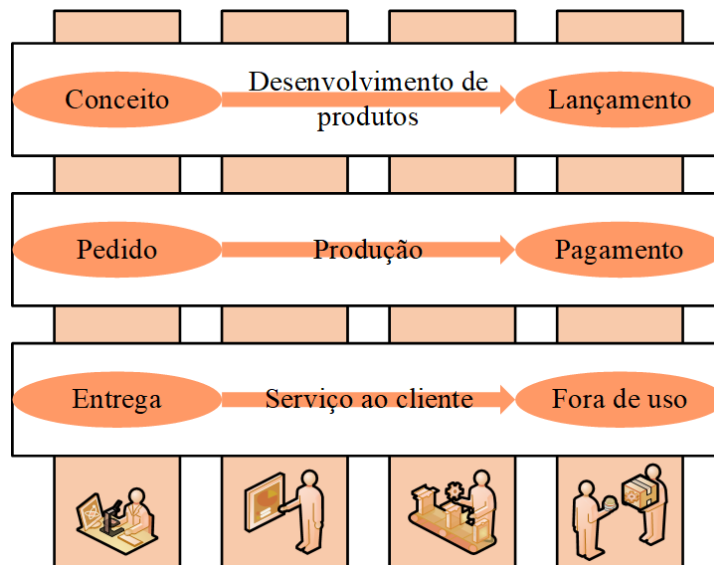 Conceito
Desenvolvimento de
produtos
Lançamento
Pedido
Produção
Pagamento
Entrega
Serviço ao cliente
Fora de uso